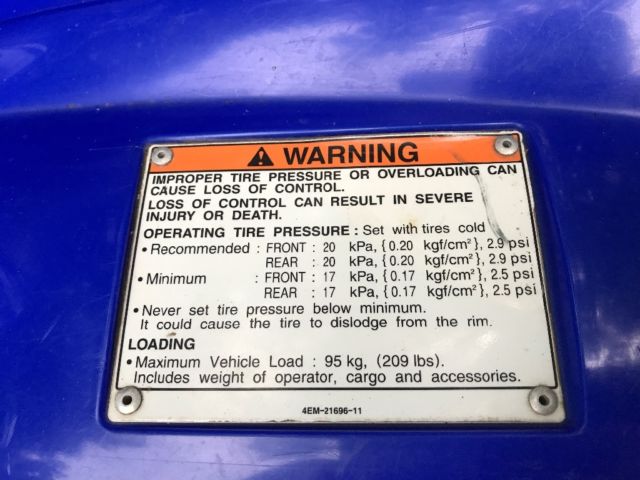 ⚠ WARNING
IMPROPER TIRE PRESSURE OR OVERLOADING CAN
CAUSE LOSS OF CONTROL.
LOSS OF CONTROL CAN RESULT IN SEVERE
INJURY OR DEATH.
OPERATING TIRE PRESSURE : Set with tires cold
• Recommended : FRONT : 20 kPa, {0.20 kgf/cm², 2.9 psi
REAR : 20 kPa, {0.20 kgf/cm²}, 2.9 psi
• Minimum : FRONT : 17 kPa, {0.17 kgf/cm²}, 2.5 psi
REAR : 17 kPa, {0.17 kgf/cm²}, 2.5 psi
• Never set tire pressure below minimum.
It could cause the tire to dislodge from the rim.
LOADING
• Maximum Vehicle Load : 95 kg, (209 lbs).
Includes weight of operator, cargo and accessories.
4EM-21696-11